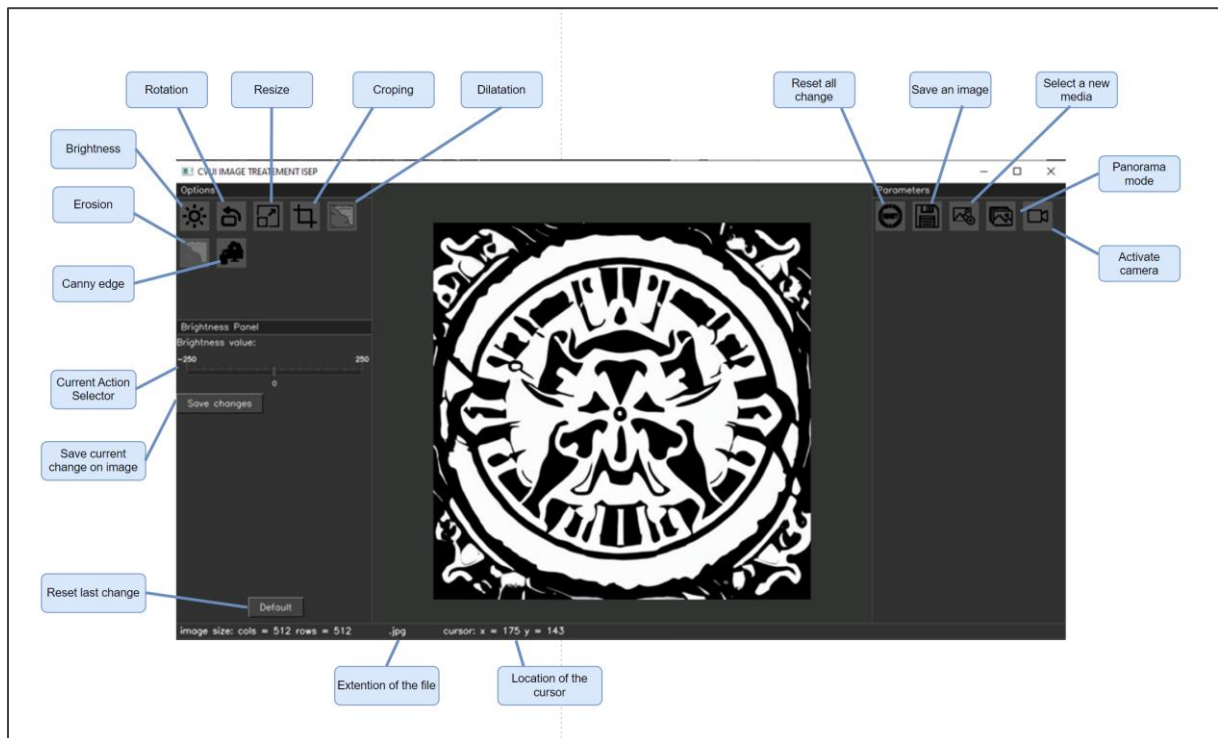 Rotation
Resize
Croping
Dilatation
Reset all
change
Save an image
Select a new
media
Brightness
Panorama
mode
CVUI IMAGE TREATEMENT ISEP
Erosion
Options
Parameters
Canny edge
Activate
camera
Brightness Panel
Brightness value:
-250
250
0
Current Action
Selector
Save changes
Save current
change on image
Reset last change
Default
image size: cols = 512 rows = 512
.jpg
cursor: x = 175 y = 143
Extention of the file
Location of the
cursor